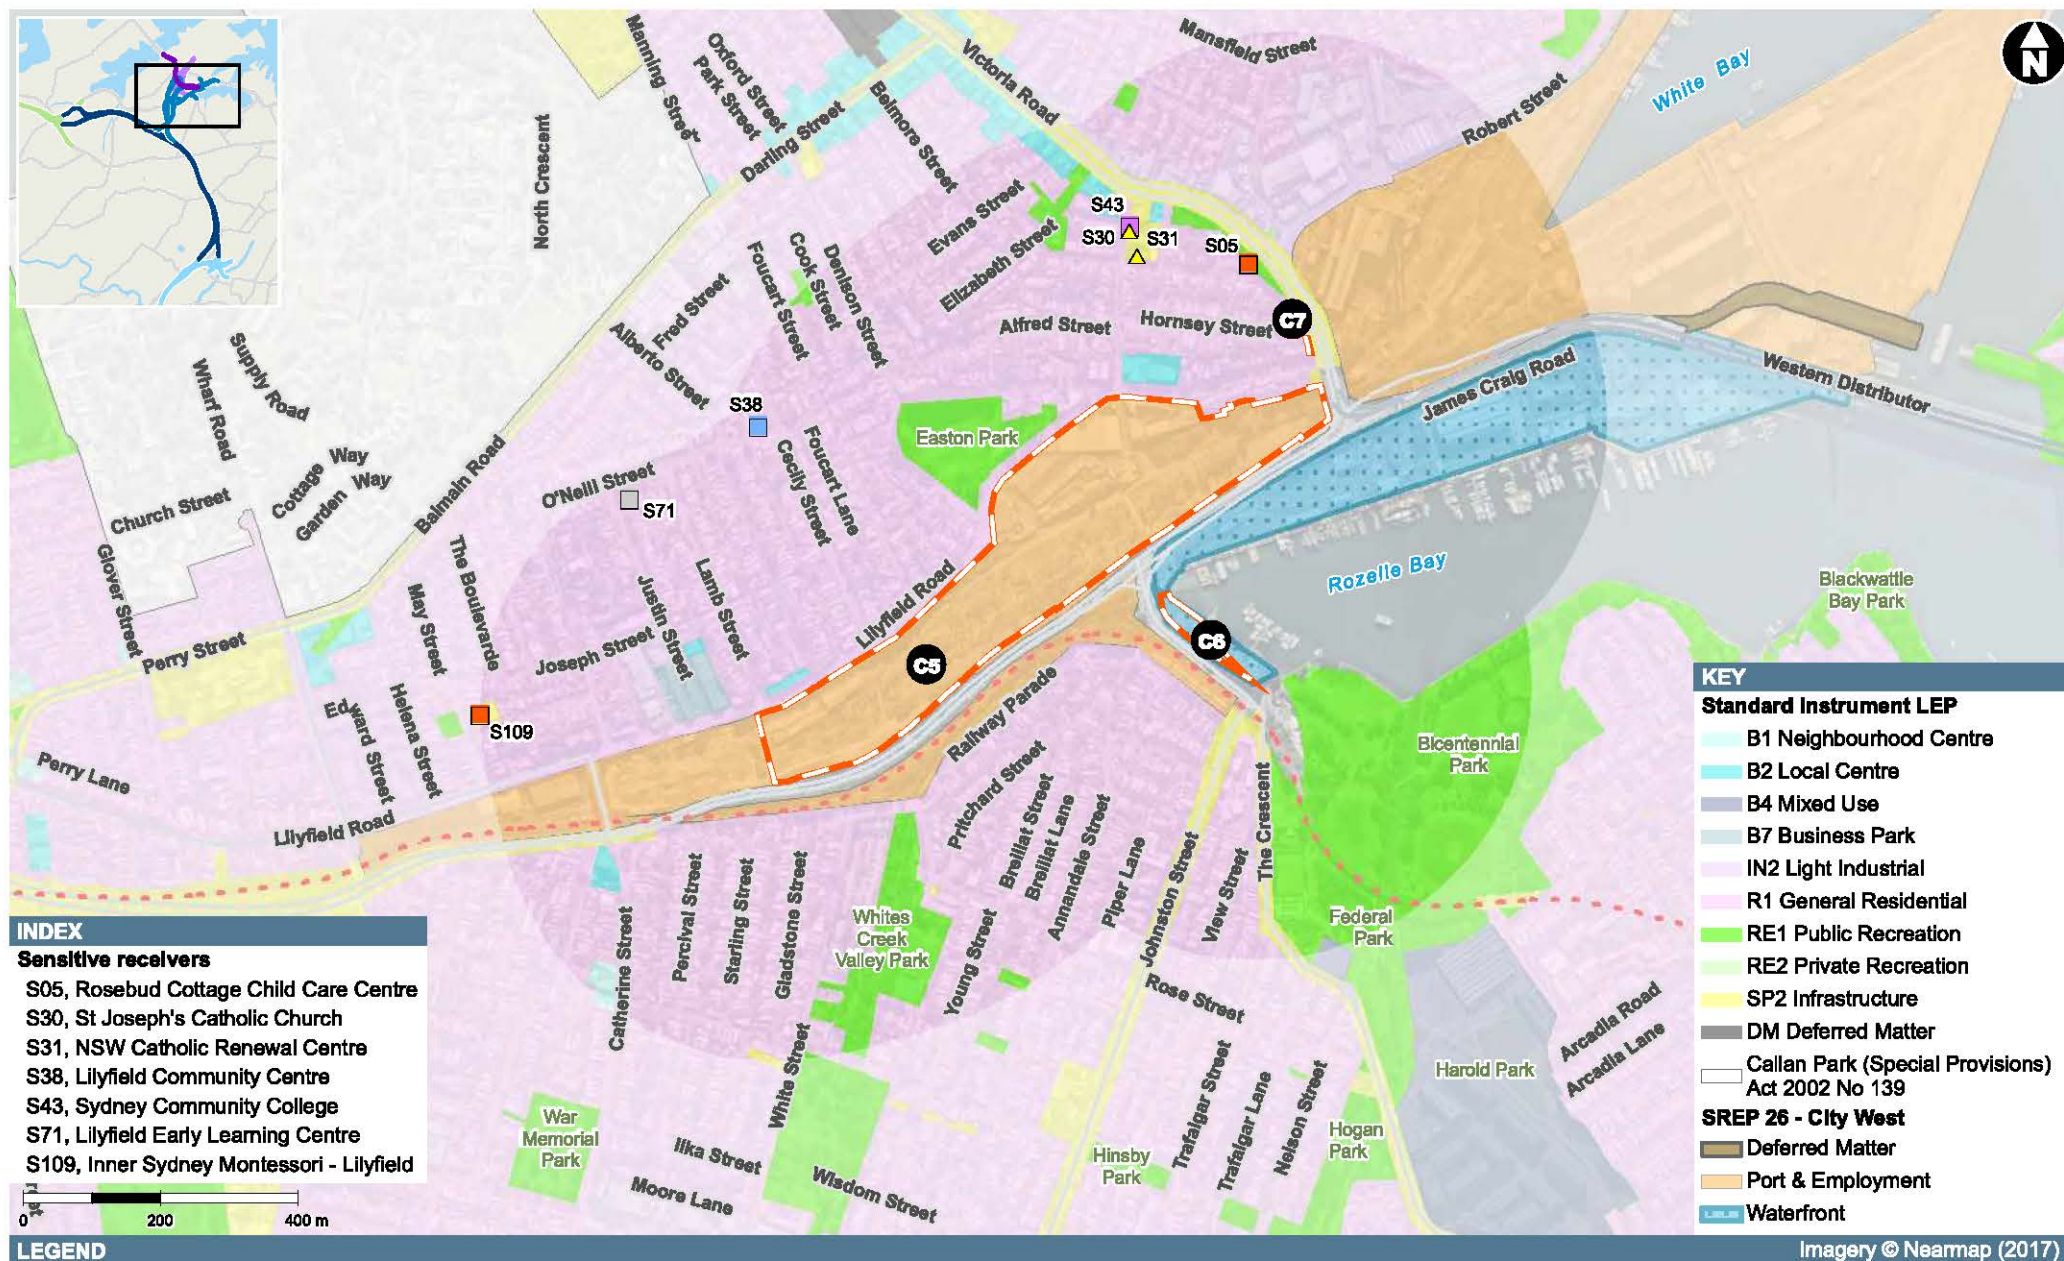 Manning Street
Oxford Street
Park Street
Darling Street
Belmore Street
Victoria Road
Mansfield Street
Robert Street
White Bay
N
North Crescent
Evans Street
Elizabeth Street
S43
S30
S31
S05
C7
Alfred Street
Hornsey Street
Fred Street
Alberto Street
Foucart Street
Cook Street
Denison Street
Supply Road
Wharf Road
Cottage Way
Garden Way
Church Street
Balmain Road
S38
O'Neill Street
S71
Cecily Street
Foucart Lane
Easton Park
James Craig Road
Western Distributor
Rozelle Bay
Blackwattle
Bay Park
Glover Street
Perry Street
May Street
The Boulevarde
Joseph Street
Justin Street
Lamb Street
Lilyfield Road
C5
C6
Railway Parade
S109
Edward Street
Helena Street
Perry Lane
Lilyfield Road
Pritchard Street
Breillat Street
Breillat Lane
Annandale Street
Piper Lane
Johnston Street
View Street
The Crescent
Bicentennial
Park
Federal
Park
Catherine Street
Percival Street
Starling Street
Gladstone Street
Whites
Creek
Valley Park
Young Street
White Street
Rose Street
War
Memorial
Park
Ilka Street
Moore Lane
Wisdom Street
Hinsby
Park
Trafalgar Street
Trafalgar Lane
Nelson Street
Hogan
Park
Harold Park
Arcadia Road
Arcadia Lane
INDEX
Sensitive receivers
S05, Rosebud Cottage Child Care Centre
S30, St Joseph's Catholic Church
S31, NSW Catholic Renewal Centre
S38, Lilyfield Community Centre
S43, Sydney Community College
S71, Lilyfield Early Learning Centre
S109, Inner Sydney Montessori - Lilyfield
0 200 400 m
KEY
Standard Instrument LEP
B1 Neighbourhood Centre
B2 Local Centre
B4 Mixed Use
B7 Business Park
IN2 Light Industrial
R1 General Residential
RE1 Public Recreation
RE2 Private Recreation
SP2 Infrastructure
DM Deferred Matter
Callan Park (Special Provisions)
Act 2002 No 139
SREP 26 - City West
Deferred Matter
Port & Employment
Waterfront
LEGEND
Imagery © Nearmap (2017)